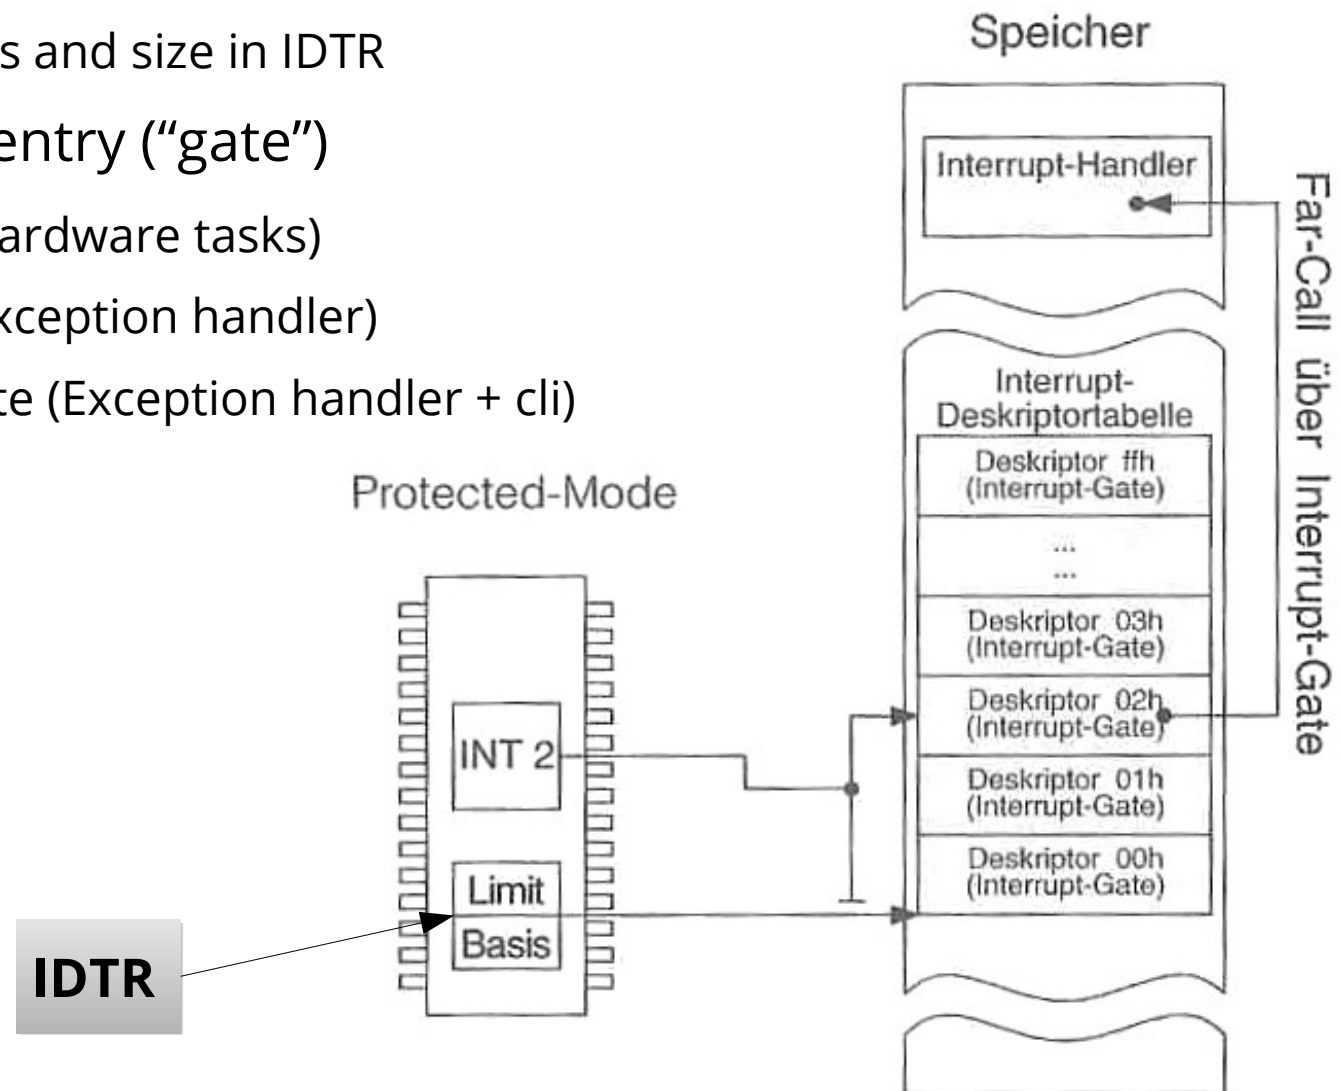 s and size in IDTR
entry (“gate”)
ardware tasks)
xception handler)
te (Exception handler + cli)
Speicher
Interrupt-Handler
Far-Call über Interrupt-Gate
Interrupt-
Deskriptortabelle
Deskriptor ffh
(Interrupt-Gate)
...
...
Deskriptor 03h
(Interrupt-Gate)
Deskriptor 02h
(Interrupt-Gate)
Deskriptor 01h
(Interrupt-Gate)
Deskriptor 00h
(Interrupt-Gate)
Protected-Mode
INT 2
Limit
Basis
IDTR